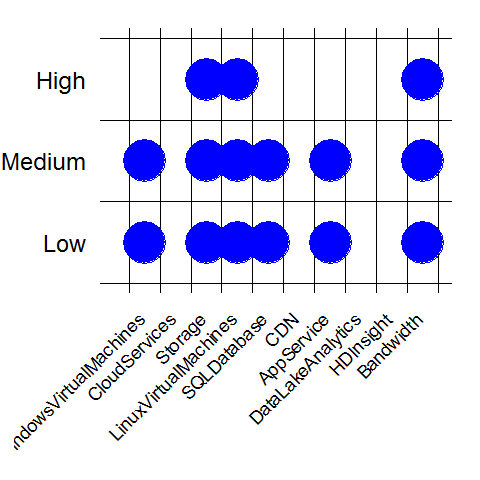 High
Medium
Low
ndowsVirtualMachines
CloudServices
Storage
LinuxVirtualMachines
SQLDatabase
CDN
AppService
DataLakeAnalytics
HDInsight
Bandwidth